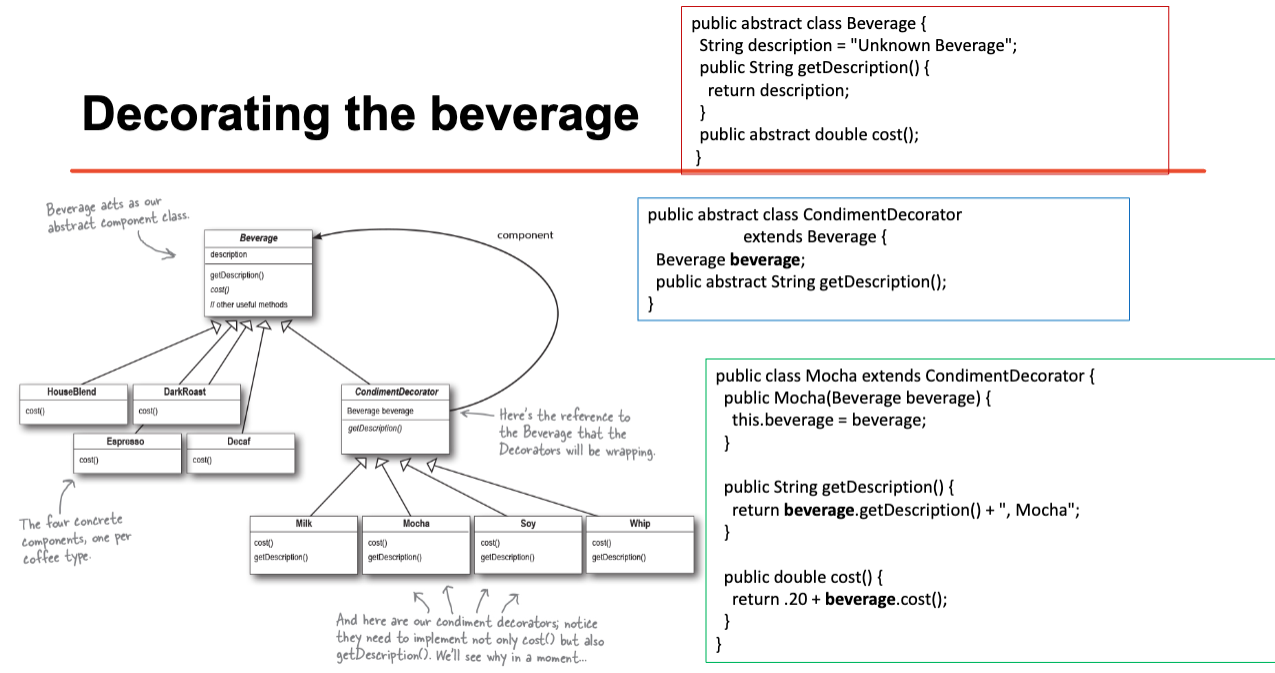 Decorating the beverage
public abstract class Beverage {
String description = "Unknown Beverage";
public String getDescription() {
return description;
}
public abstract double cost();
}
public abstract class CondimentDecorator
extends Beverage {
Beverage beverage;
public abstract String getDescription();
}
public class Mocha extends CondimentDecorator {
public Mocha(Beverage beverage) {
this.beverage = beverage;
}
public String getDescription() {
return beverage.getDescription() + ", Mocha";
}
public double cost() {
return .20 + beverage.cost();
}
}
Beverage acts as our
abstract component class.
Beverage
description
getDescription()
cost()
// other useful methods
component
HouseBlend
cost()
DarkRoast
cost()
Espresso
cost()
Decaf
cost()
CondimentDecorator
Beverage beverage
getDescription()
Here's the reference to
the Beverage that the
Decorators will be wrapping.
The four concrete
components, one per
coffee type.
Milk
cost()
getDescription()
Mocha
cost()
getDescription()
Soy
cost()
getDescription()
Whip
cost()
getDescription()
And here are our condiment decorators; notice
they need to implement not only cost() but also
getDescription(). We'll see why in a moment...